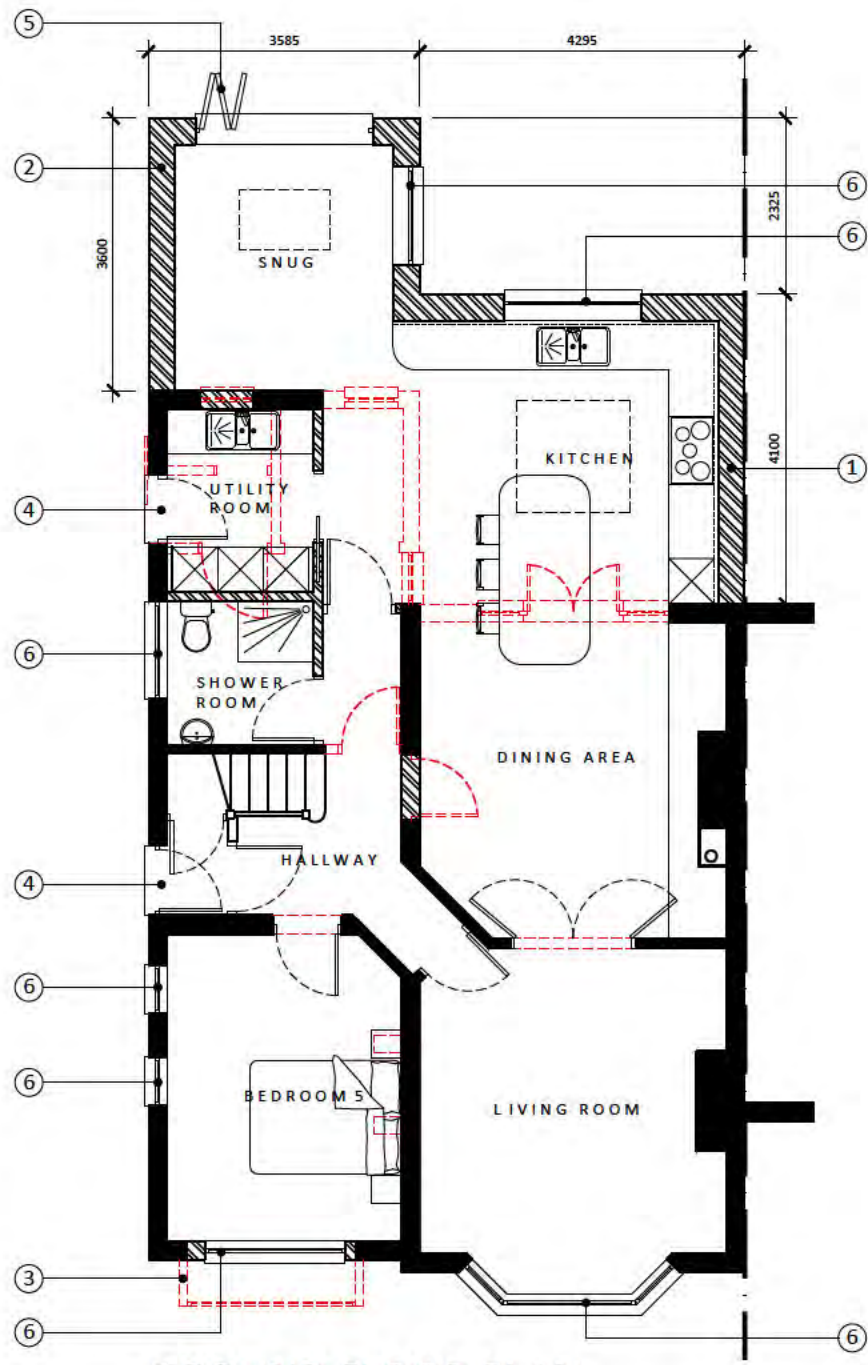 5
3585
4295
2
6
6
2325
3600
SNUG
KITCHEN
4100
1
4
UTILITY
ROOM
6
SHOWER
ROOM
DINING AREA
HALLWAY
4
6
6
BEDROOM 5
LIVING ROOM
3
6
6